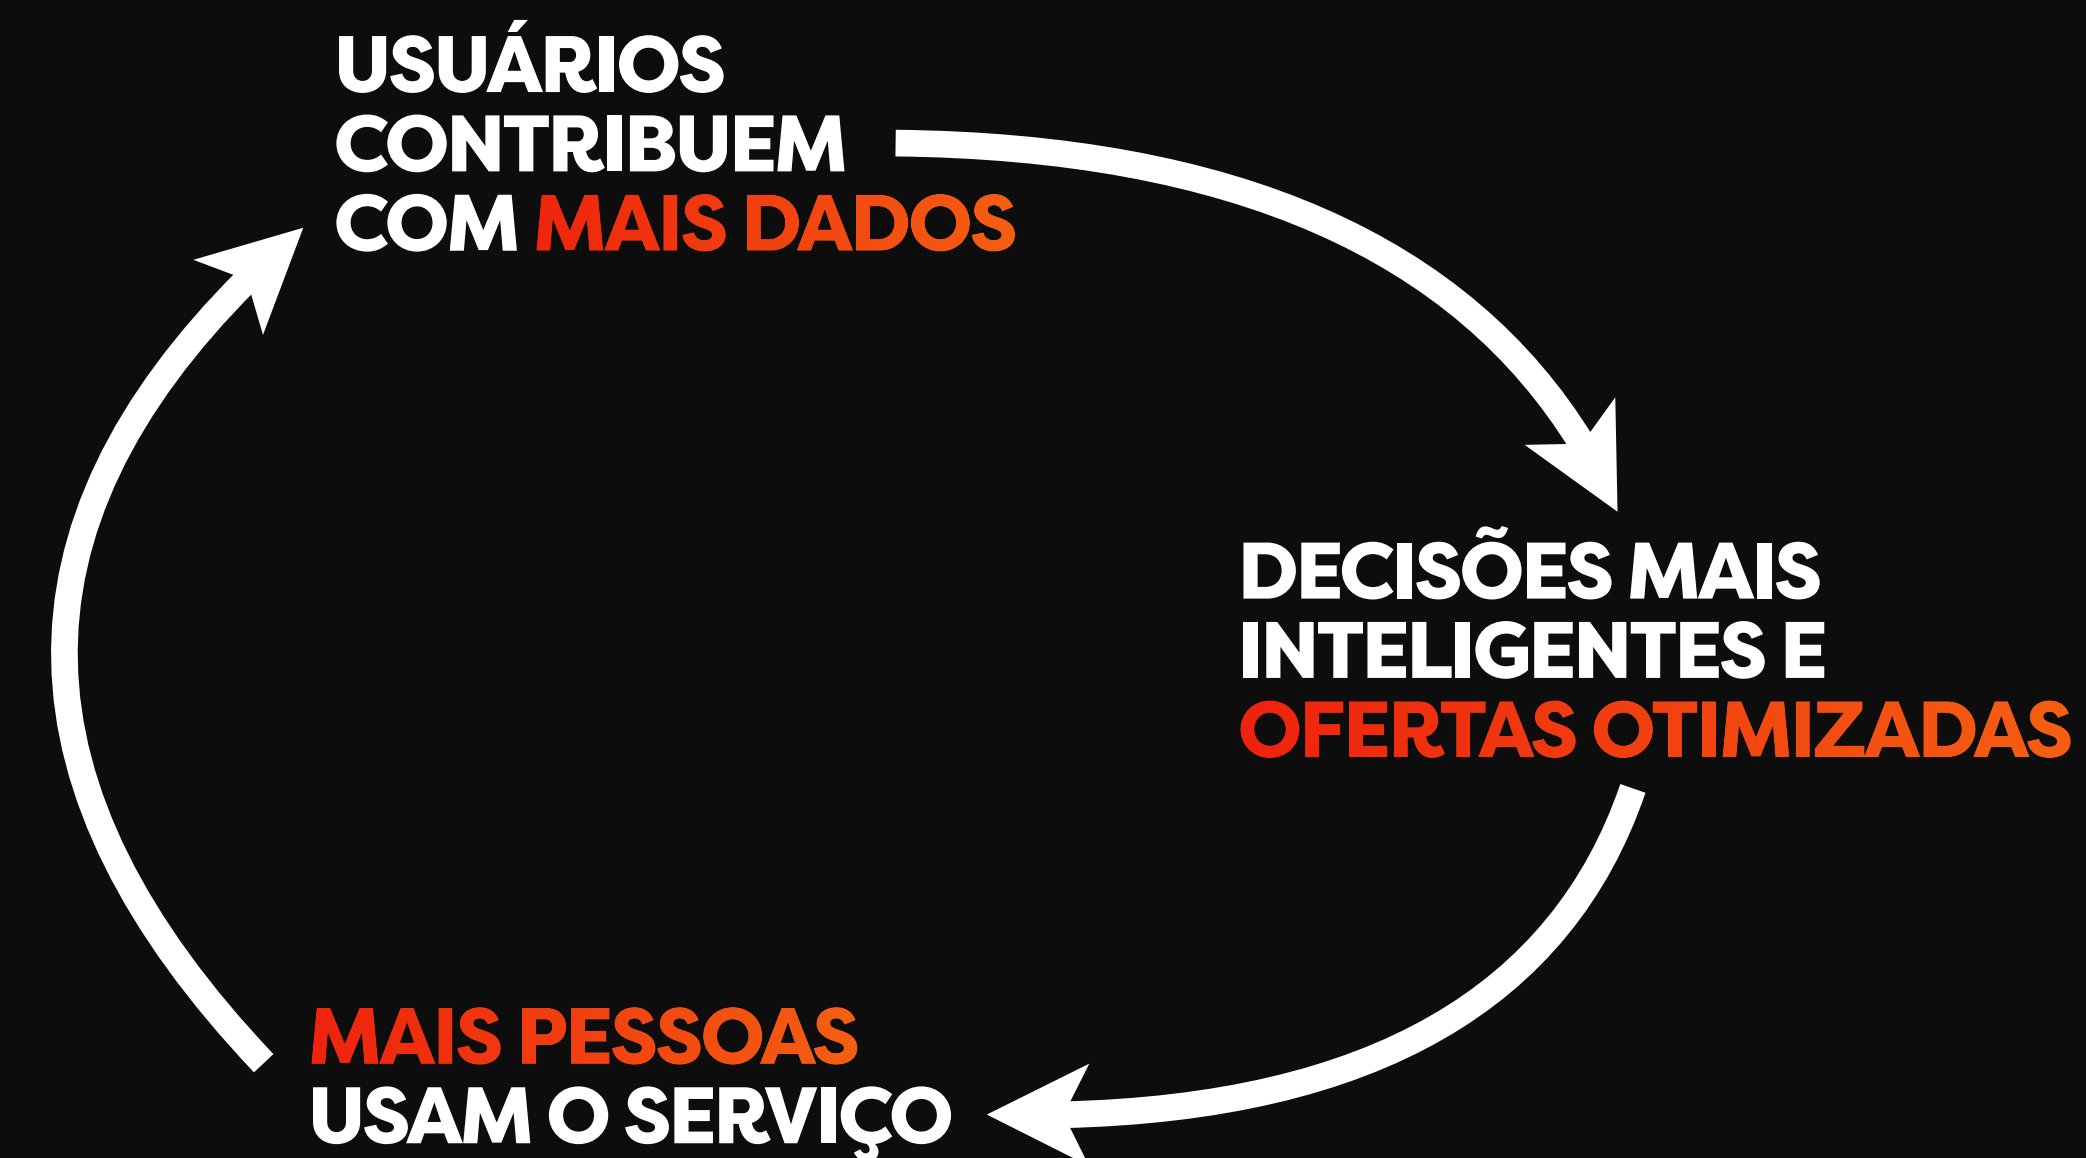 USUÁRIOS
CONTRIBUEM
COM MAIS DADOS
DECISÕES MAIS
INTELIGENTES E
OFERTAS OTIMIZADAS
MAIS PESSOAS
USAM O SERVIÇO